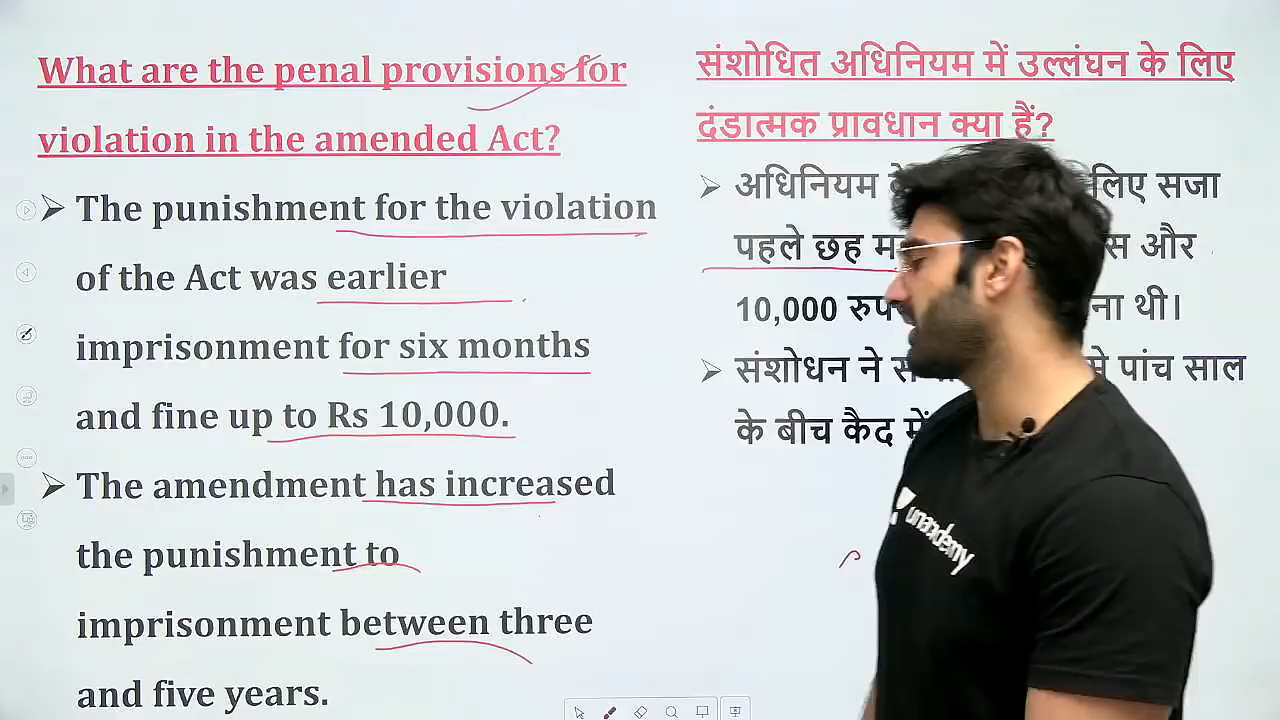 What are the penal provisions for
violation in the amended Act?
The punishment for the violation
of the Act was earlier
imprisonment for six months
and fine up to Rs 10,000.
The amendment has increased
the punishment to
imprisonment between three
and five years.
संशोधित अधिनियम में उल्लंघन के लिए
दंडात्मक प्रावधान क्या हैं?
अधिनियम लिए सजा
पहले छह और
10,000 थी।
संशोधन ने पांच साल
के बीच कैद में
unacademy